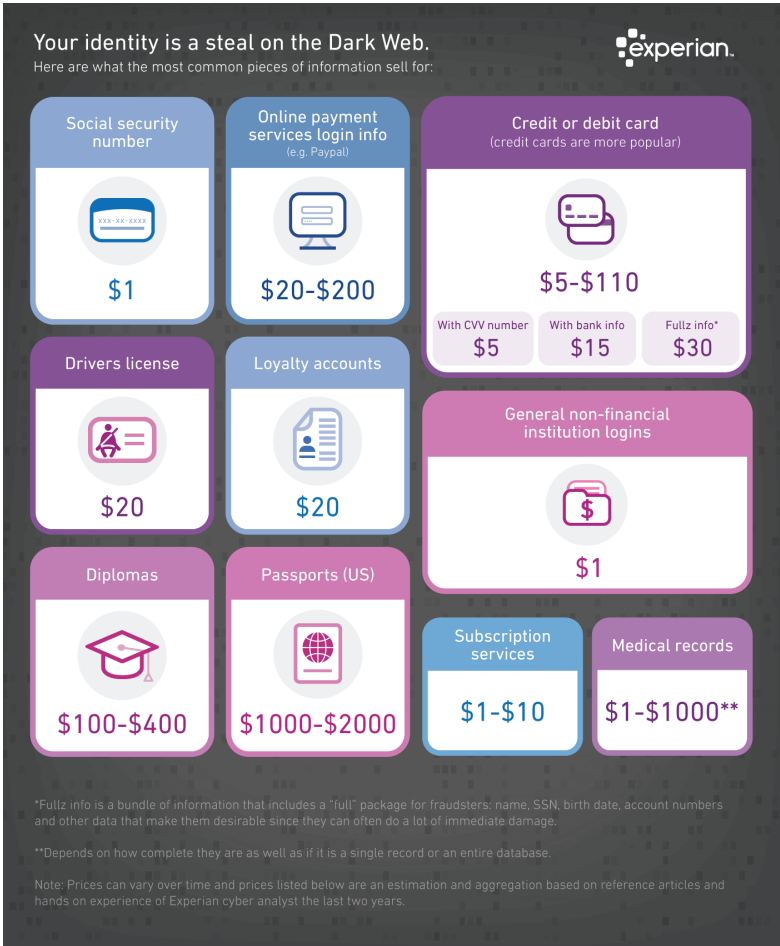 Your identity is a steal on the Dark Web.
Here are what the most common pieces of information sell for:
experian™
Social security
number
xxx-xx-xxxx
$1
Online payment
services login info
(e.g. Paypal)
$20-$200
Credit or debit card
(credit cards are more popular)
$5-$110
With CVV number
$5
With bank info
$15
Fullz info*
$30
Drivers license
$20
Loyalty accounts
$20
General non-financial
institution logins
$
$1
Diplomas
$100-$400
Passports (US)
$1000-$2000
Subscription
services
$1-$10
Medical records
$1-$1000**
*Fullz info is a bundle of information that includes a "full" package for fraudsters: name, SSN, birth date, account numbers
and other data that make them desirable since they can often do a lot of immediate damage.
**Depends on how complete they are as well as if it is a single record or an entire database.
Note: Prices can vary over time and prices listed below are an estimation and aggregation based on reference articles and
hands on experience of Experian cyber analyst the last two years.